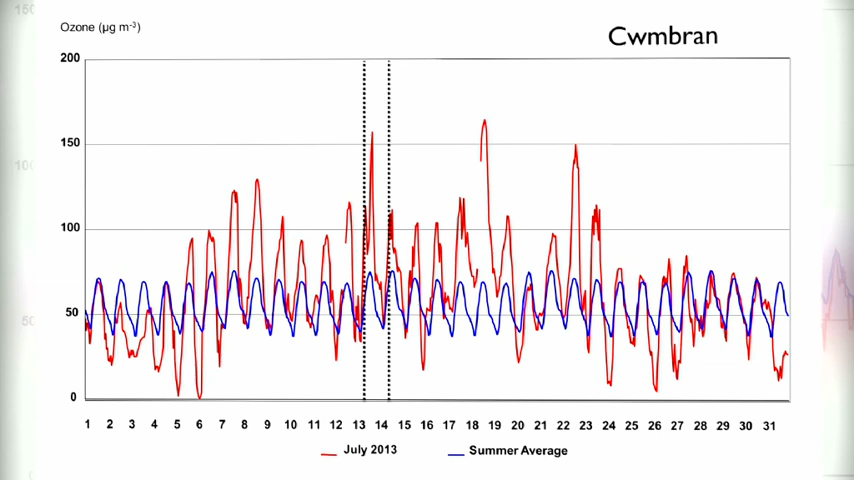 Ozone (µg m-3)
Cwmbran
200
150
100
50
0
1 2 3 4 5 6 7 8 9 10 11 12 13 14 15 16 17 18 19 20 21 22 23 24 25 26 27 28 29 30 31
July 2013
Summer Average